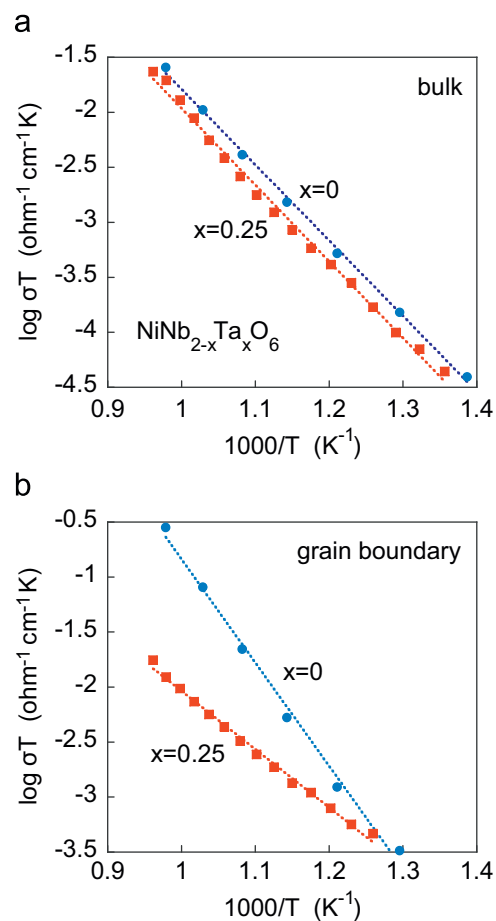 a
-1.5
-2
-2.5
-3
-3.5
-4
-4.5
log σT (ohm⁻¹ cm⁻¹K)
bulk
x=0
x=0.25
NiNb₂₋ₓTaₓO₆
0.9 1 1.1 1.2 1.3 1.4
1000/T (K⁻¹)
b
-0.5
-1
-1.5
-2
-2.5
-3
-3.5
log σT (ohm⁻¹ cm⁻¹K)
grain boundary
x=0
x=0.25
0.9 1 1.1 1.2 1.3 1.4
1000/T (K⁻¹)